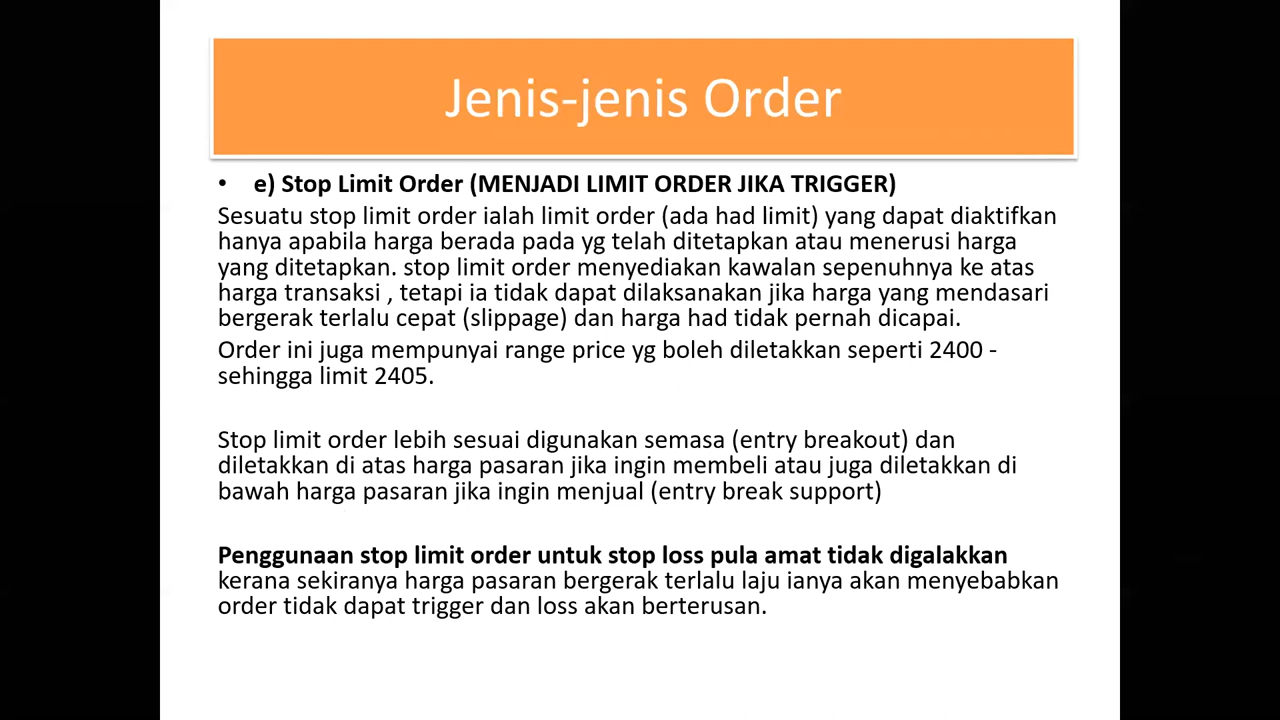 Jenis-jenis Order
• e) Stop Limit Order (MENJADI LIMIT ORDER JIKA TRIGGER)
Sesuatu stop limit order ialah limit order (ada had limit) yang dapat diaktifkan
hanya apabila harga berada pada yg telah ditetapkan atau menerusi harga
yang ditetapkan. stop limit order menyediakan kawalan sepenuhnya ke atas
harga transaksi , tetapi ia tidak dapat dilaksanakan jika harga yang mendasari
bergerak terlalu cepat (slippage) dan harga had tidak pernah dicapai.
Order ini juga mempunyai range price yg boleh diletakkan seperti 2400 -
sehingga limit 2405.
Stop limit order lebih sesuai digunakan semasa (entry breakout) dan
diletakkan di atas harga pasaran jika ingin membeli atau juga diletakkan di
bawah harga pasaran jika ingin menjual (entry break support)
Penggunaan stop limit order untuk stop loss pula amat tidak digalakkan
kerana sekiranya harga pasaran bergerak terlalu laju ianya akan menyebabkan
order tidak dapat trigger dan loss akan berterusan.